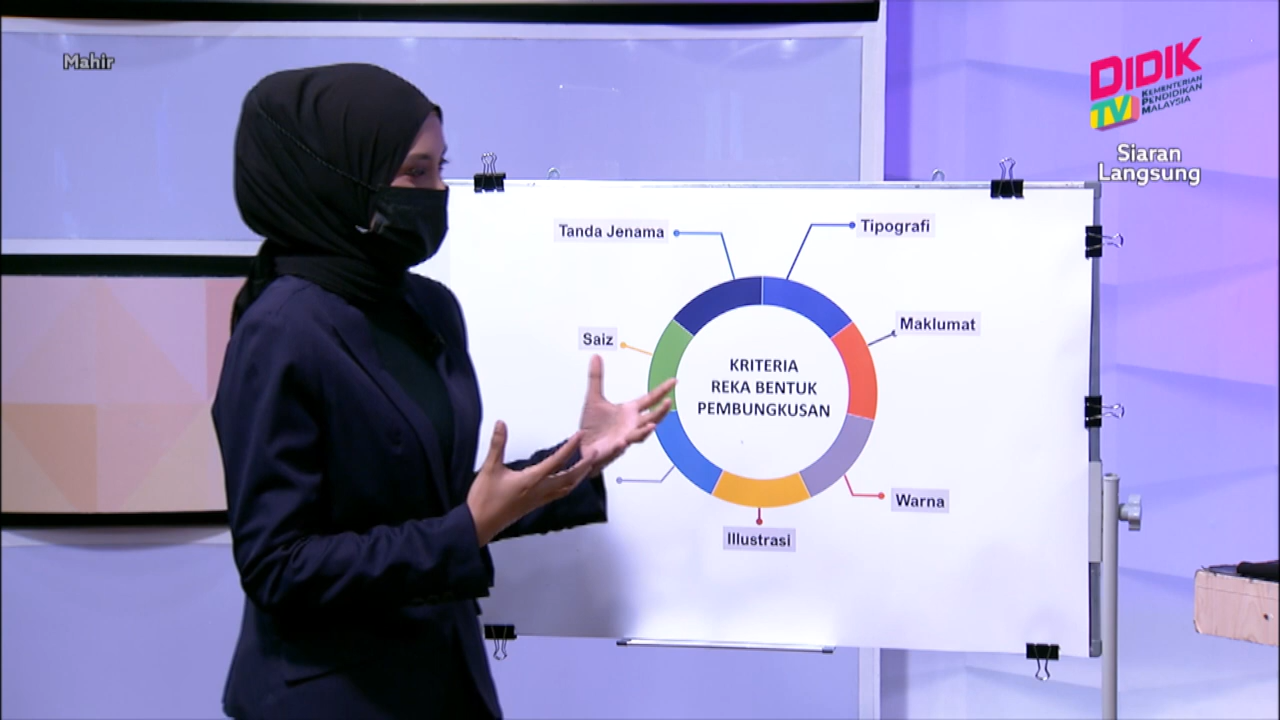 Mahir
DIDIK
TV
KEMENTERIAN
PENDIDIKAN
MALAYSIA
Siaran
Langsung
Tanda Jenama
Tipografi
Saiz
Maklumat
KRITERIA
REKA BENTUK
PEMBUNGKUSAN
Warna
Illustrasi